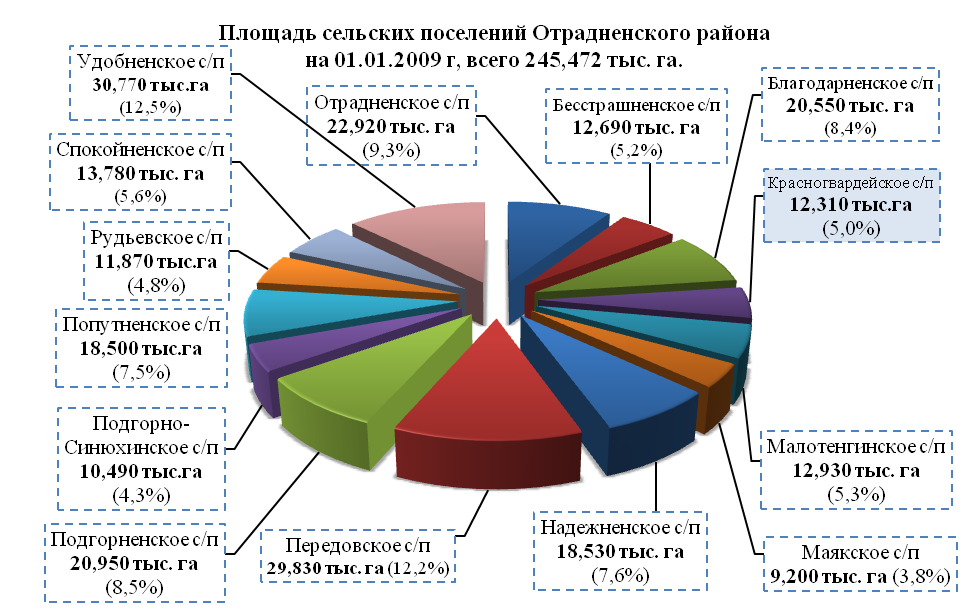 Площадь сельских поселений Отрадненского района
на 01.01.2009 г, всего 245,472 тыс. га.
Удобненское с/п
30,770 тыс.га
(12,5%)
Отрадненское с/п
22,920 тыс. га
(9,3%)
Бесстрашненское с/п
12,690 тыс. га
(5,2%)
Благодарненское с/п
20,550 тыс. га
(8,4%)
Спокойненское с/п
13,780 тыс. га
(5,6%)
Красногвардейское с/п
12,310 тыс.га
(5,0%)
Рудьевское с/п
11,870 тыс.га
(4,8%)
Попутненское с/п
18,500 тыс.га
(7,5%)
Подгорно-
Синюхинское с/п
10,490 тыс.га
(4,3%)
Малотенгинское с/п
12,930 тыс. га
(5,3%)
Подгорненское с/п
20,950 тыс. га
(8,5%)
Передовское с/п
29,830 тыс. га (12,2%)
Надежненское с/п
18,530 тыс. га
(7,6%)
Маякское с/п
9,200 тыс. га (3,8%)